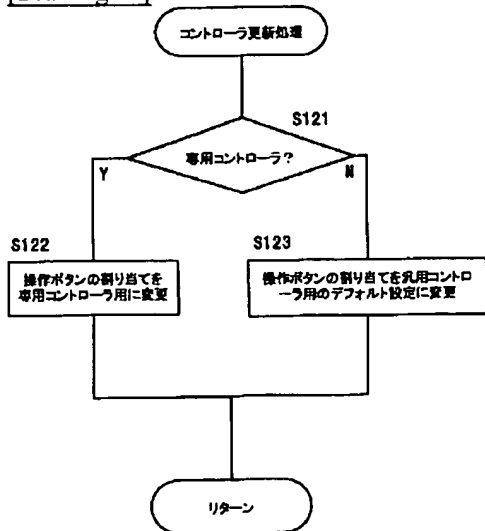 コントローラ更新処理
S121
専用コントローラ?
Y
N
S122
操作ボタンの割り当てを
専用コントローラ用に変更
S123
操作ボタンの割り当てを汎用コントロ
ーラ用のデフォルト設定に変更
リターン